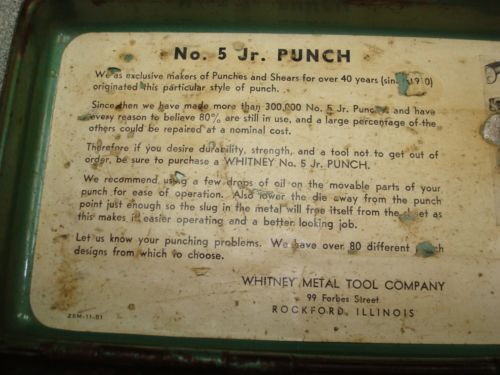 No. 5 Jr. PUNCH
We as exclusive makers of Punches and Shears for over 40 years
originated this particular style of punch.
Since then we have made more than 300,000 No. 5 Jr. and have
every reason to believe 80% are still in use, and a large percentage of the
others could be repaired at a nominal cost.
Therefore if you desire durability, strength, and a tool not to get out of
order, be sure to purchase a WHITNEY No. 5 Jr. PUNCH.
We recommend using a few drops of oil on the movable parts of your
punch for ease of operation. Also lower the die away from the punch
point just enough so the slug in the metal will free itself from the as
this makes it easier operating and a better looking job.
Let us know your punching problems. We have over 80 different
designs from which to choose.
WHITNEY METAL TOOL COMPANY
99 Forbes Street
ROCKFORD, ILLINOIS